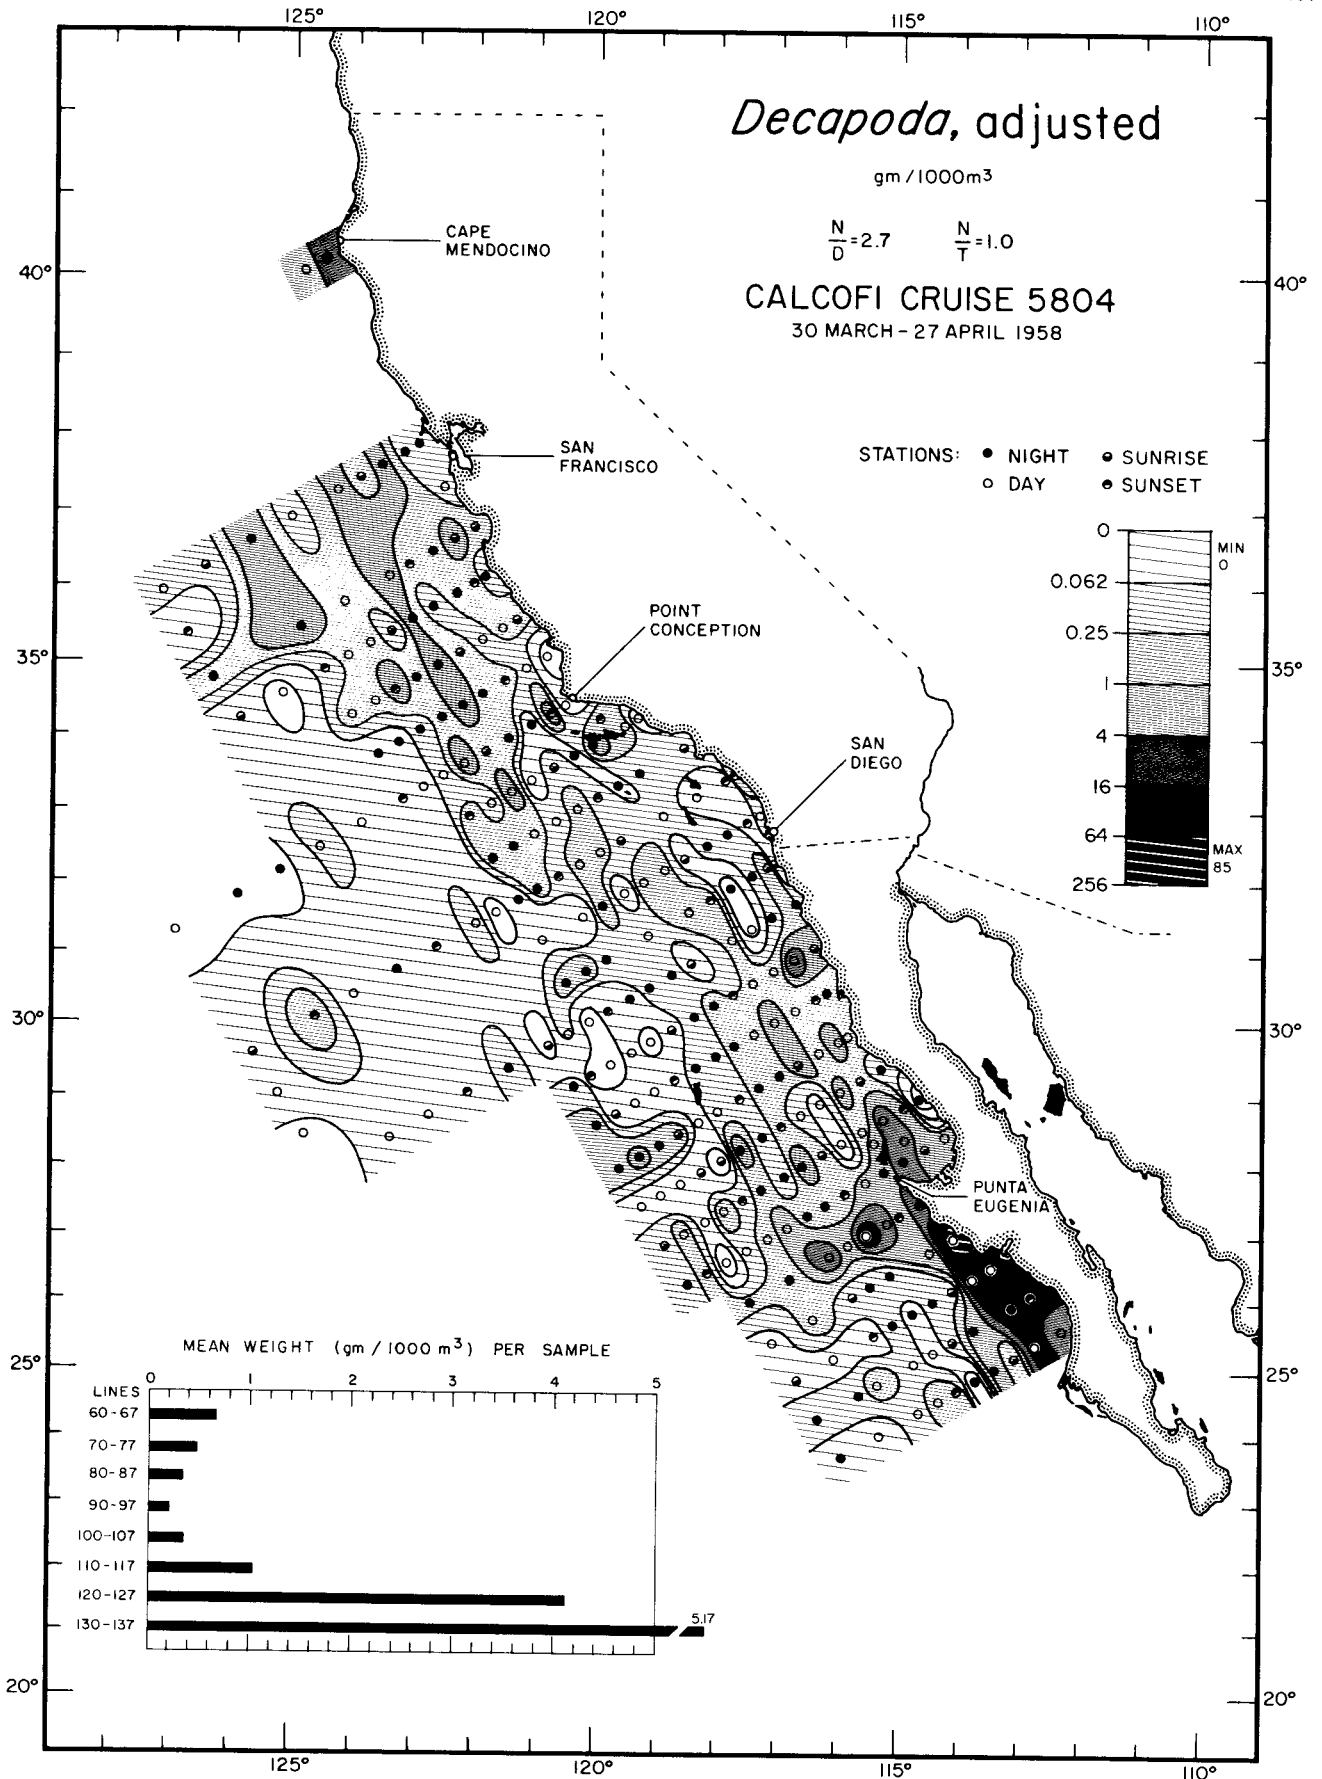 125° 120° 115° 110°
Decapoda, adjusted
gm/1000m³
N/D = 2.7 N/T = 1.0
CALCOFI CRUISE 5804
30 MARCH - 27 APRIL 1958
CAPE
MENDOCINO
40° 40°
SAN
FRANCISCO
STATIONS: NIGHT SUNRISE
DAY SUNSET
0
MIN
0
0.062
0.25
1
4
16
64
MAX
85
256
POINT
CONCEPTION
35° 35°
SAN
DIEGO
30° 30°
PUNTA
EUGENIA
25° 25°
MEAN WEIGHT (gm/1000 m³) PER SAMPLE
LINES 0 1 2 3 4 5
60-67
70-77
80-87
90-97
100-107
110-117
120-127
130-137 5.17
20° 20°
125° 120° 115° 110°